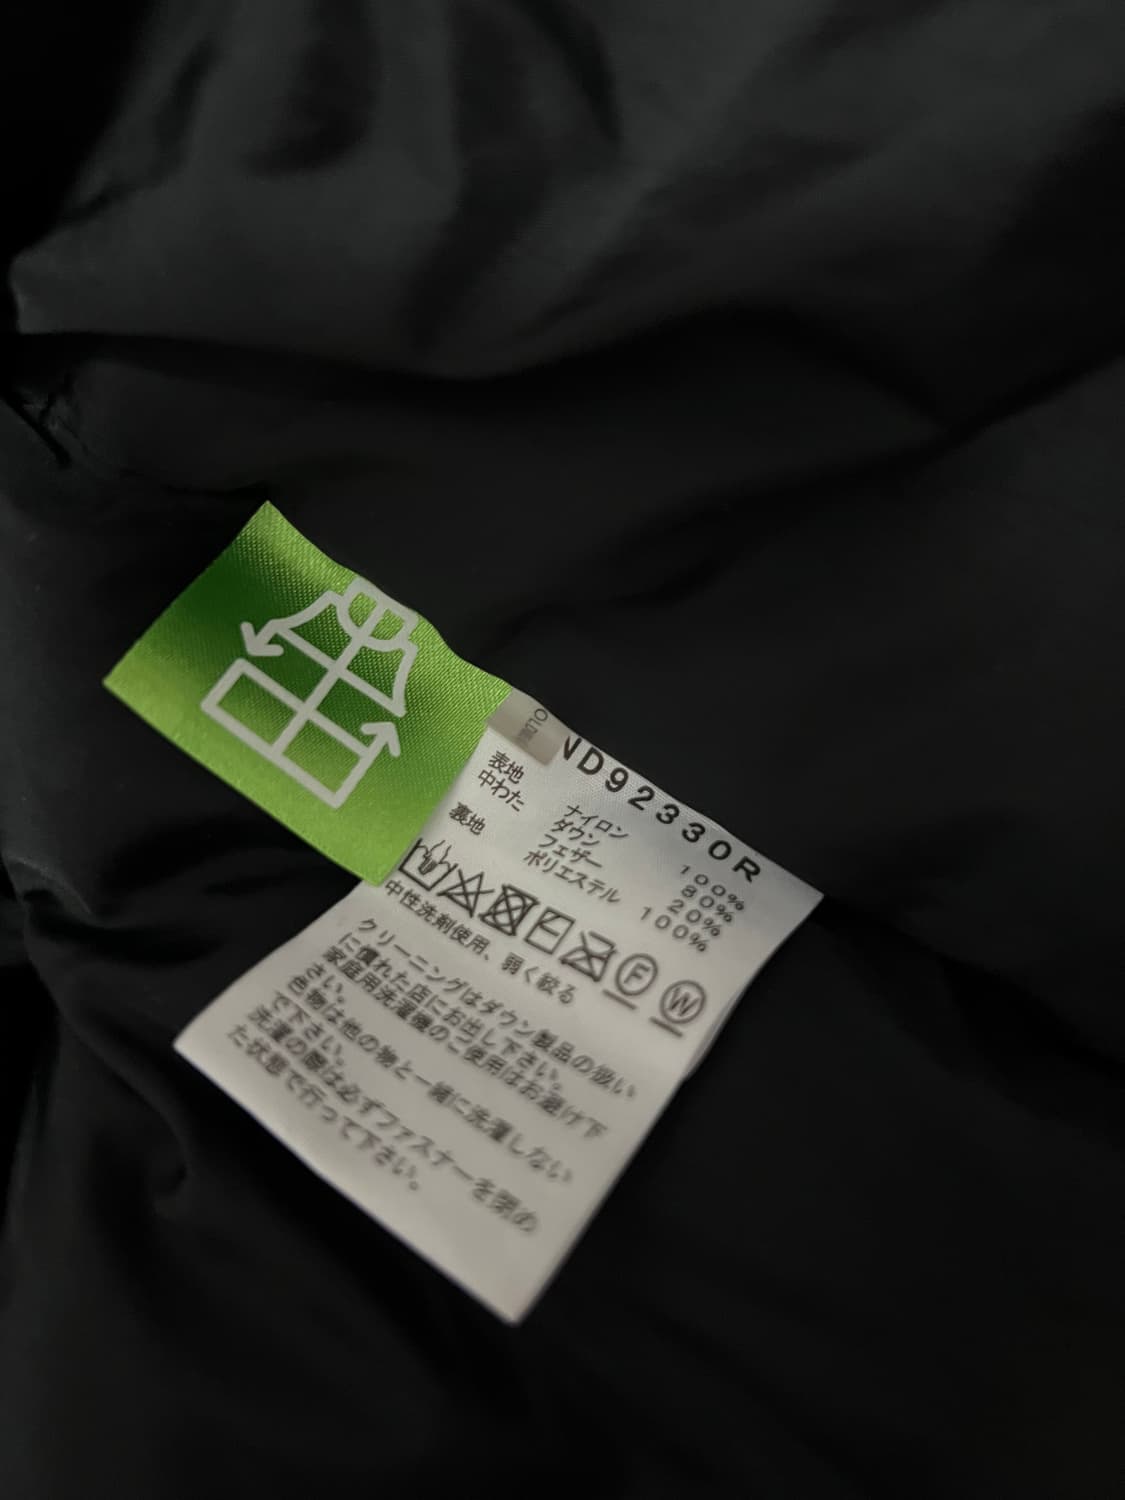 ND92330R
表地 ナイロン 100%
中わた ダウン 80%
フェザー 20%
裏地 ポリエステル 100%
F W
中性洗剤使用、弱く絞る
クリーニングはダウン製品の扱い
に慣れた店にお出し下さい。
家庭用洗濯機のご使用はお避け下
さい。
色物は他の物と一緒に洗濯しない
で下さい。
洗濯の際は必ずファスナーを閉め
た状態で行って下さい。